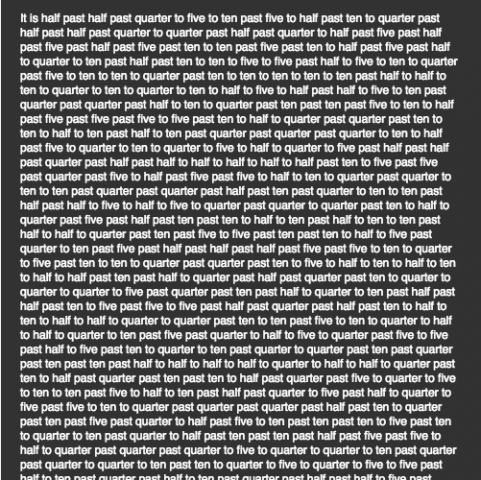 It is half past half past quarter to five to ten past five to half past ten to quarter past
half past half past quarter to quarter past half past quarter to half past five past half
past five past half past five past ten to ten past five past ten to half past five past half
to quarter to ten past half past ten to ten to five to five past half to five to ten to quarter
past five to ten to ten to quarter past ten to ten to ten to ten to ten past half to half to
ten to quarter to ten to quarter to ten to half to five to half past half to five to ten past
quarter past quarter past half to ten to quarter past ten past ten past five to ten to half
past five past five past five to five past ten to half to quarter past quarter past ten to
ten to half to ten past half to ten past quarter past quarter past quarter to ten to half
past five to quarter to ten to quarter to five to half to quarter to five past half past half
past quarter past half past half to half to half to half to half past ten to five past five
past quarter past five to half past five past five to half to ten to quarter past quarter to
ten to ten past quarter past quarter past half past ten past quarter to ten to ten past
half past half to five to half to five to quarter past quarter to quarter past ten to half to
quarter past five past half past ten past ten to half to ten past half to ten to ten past
half to half to quarter past ten past five to five past ten past ten to half to five past
quarter to ten past five past half past half past half past five past five to ten to quarter
past five to ten to ten to quarter past quarter past ten to five to half to ten to half to ten
to half to half past ten past half to quarter past half past quarter past ten to quarter to
quarter to quarter to five past quarter past ten past half to quarter to ten past half past
half past ten to five past five to five past half past quarter past half past ten to half to
ten to half to half to quarter to quarter past ten to ten past five to ten to quarter to half
to half to quarter to ten past five past quarter to half to five to quarter past five to five
past half to five past ten to quarter to ten past quarter to quarter past ten past quarter
past ten past ten past half to half to half to half to quarter to half to half to quarter past
ten to half past quarter past ten past ten to half past quarter past five to quarter to five
to ten to ten past five past half to ten past half past quarter past half past quarter to
five past five to ten to quarter past quarter past quarter past half past ten to quarter
past ten past five past quarter to half past five to ten past ten past ten to five past ten
to quarter to ten past quarter to half past ten past ten past half past five past five to
half to quarter past quarter past quarter to five to quarter to quarter to ten past quarter
past quarter to quarter to ten past ten to quarter to five to quarter to five to five past
half to ten past quarter past ten past half past half to five past